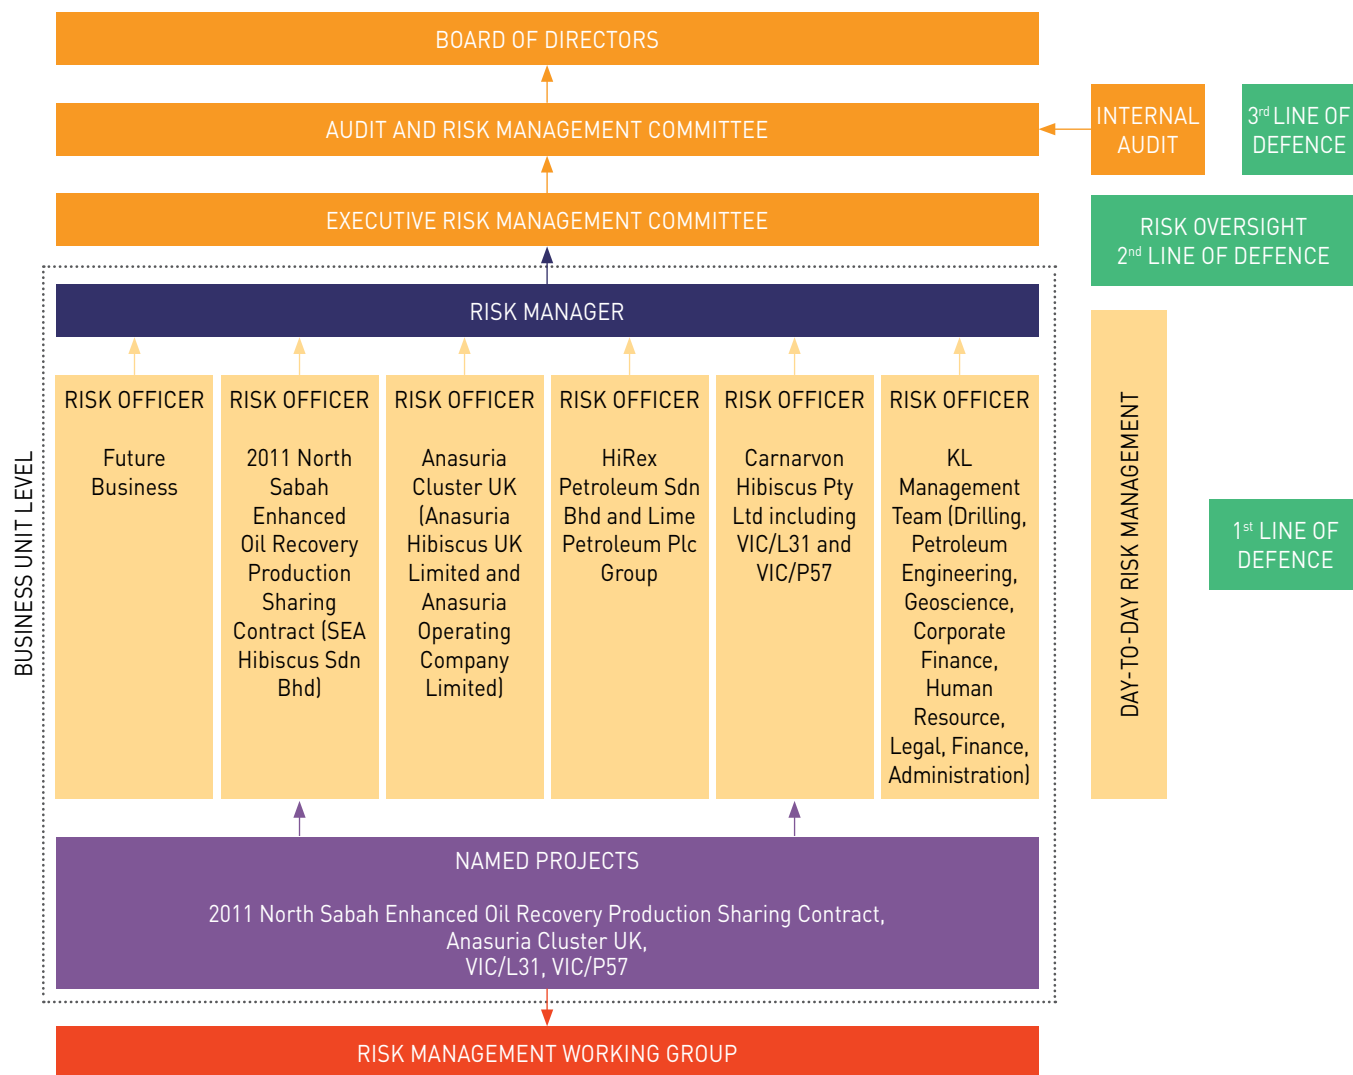 BOARD OF DIRECTORS
AUDIT AND RISK MANAGEMENT COMMITTEE
INTERNAL
AUDIT
3rd LINE OF
DEFENCE
EXECUTIVE RISK MANAGEMENT COMMITTEE
RISK OVERSIGHT
2nd LINE OF DEFENCE
BUSINESS UNIT LEVEL
RISK MANAGER
RISK OFFICER
Future
Business
RISK OFFICER
2011 North
Sabah
Enhanced
Oil Recovery
Production
Sharing
Contract (SEA
Hibiscus Sdn
Bhd)
RISK OFFICER
Anasuria
Cluster UK
(Anasuria
Hibiscus UK
Limited and
Anasuria
Operating
Company
Limited)
RISK OFFICER
HiRex
Petroleum Sdn
Bhd and Lime
Petroleum Plc
Group
RISK OFFICER
Carnarvon
Hibiscus Pty
Ltd including
VIC/L31 and
VIC/P57
RISK OFFICER
KL
Management
Team (Drilling,
Petroleum
Engineering,
Geoscience,
Corporate
Finance,
Human
Resource,
Legal, Finance,
Administration)
DAY-TO-DAY RISK MANAGEMENT
1st LINE OF
DEFENCE
NAMED PROJECTS
2011 North Sabah Enhanced Oil Recovery Production Sharing Contract,
Anasuria Cluster UK,
VIC/L31, VIC/P57
RISK MANAGEMENT WORKING GROUP